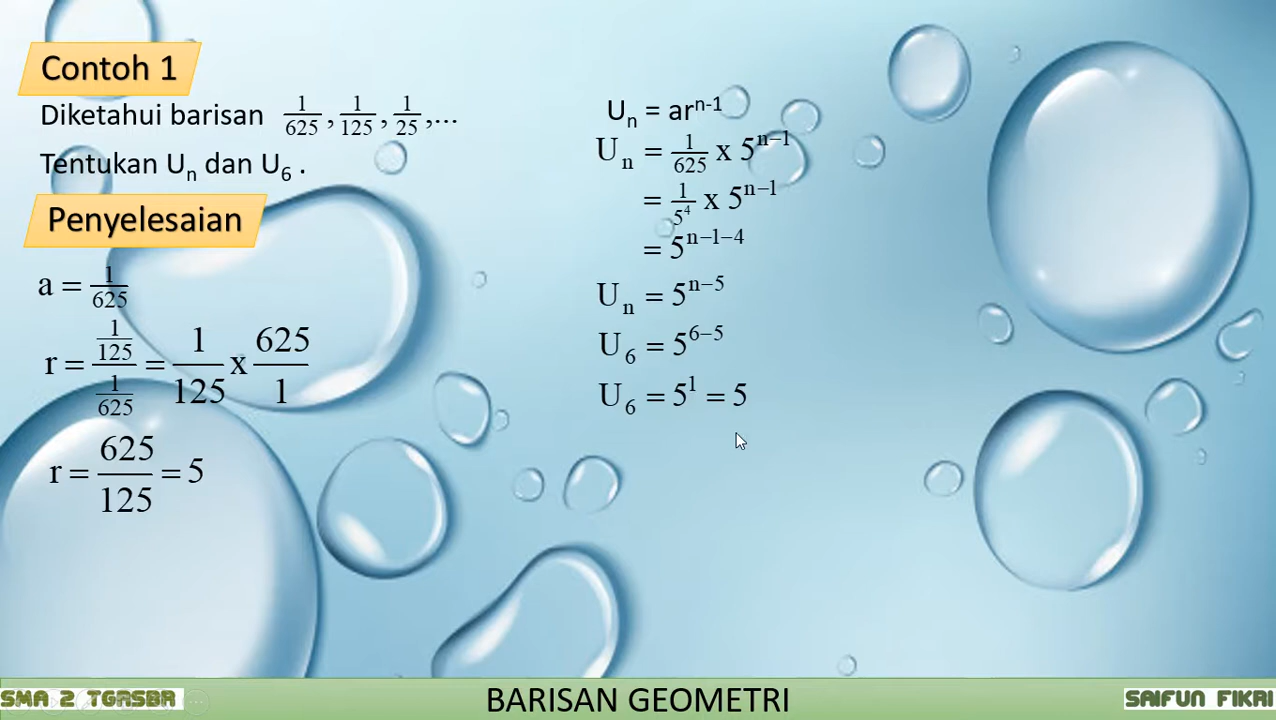 Contoh 1
Diketahui barisan 1/625, 1/125, 1/25,...
Tentukan Uₙ dan U₆ .
Penyelesaian
a = 1/625
r = (1/125)/(1/625) = 1/125 x 625/1
r = 625/125 = 5
Uₙ = arⁿ⁻¹
Uₙ = 1/625 x 5ⁿ⁻¹
= 1/5⁴ x 5ⁿ⁻¹
= 5ⁿ⁻¹⁻⁴
Uₙ = 5ⁿ⁻⁵
U₆ = 5⁶⁻⁵
U₆ = 5¹ = 5
SMA 2 TGRSBR
BARISAN GEOMETRI
SAIFUN FIKRI